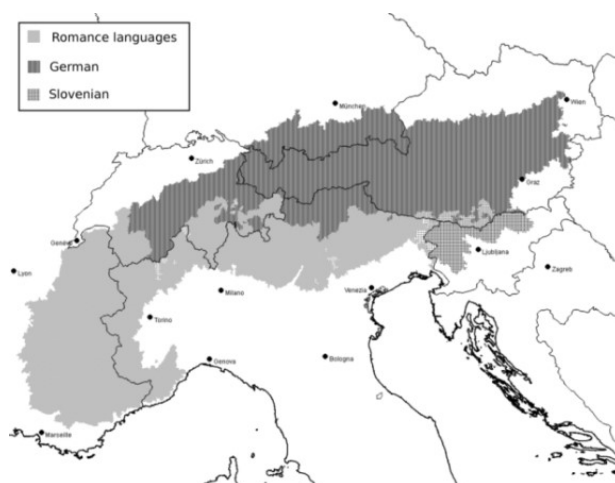 Romance languages
German
Slovenian
München
Wien
Zürich
Graz
Genève
Ljubljana
Lyon
Zagreb
Venezia
Milano
Torino
Bologna
Genova
Marseille